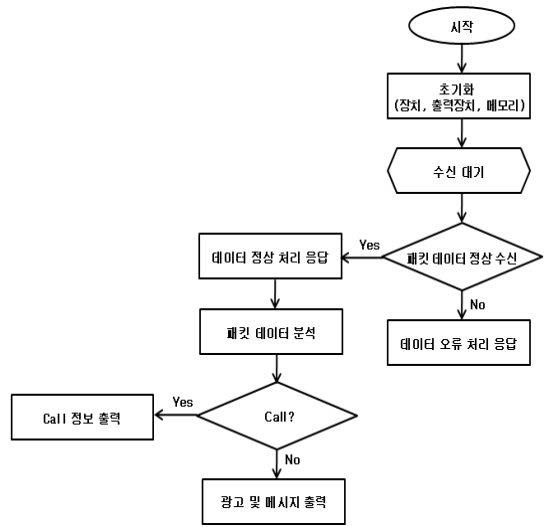 시작
초기화
(장치, 출력장치, 메모리)
수신 대기
패킷 데이터 정상 수신
Yes
데이터 정상 처리 응답
No
데이터 오류 처리 응답
패킷 데이터 분석
Call?
Yes
Call 정보 출력
No
광고 및 메시지 출력